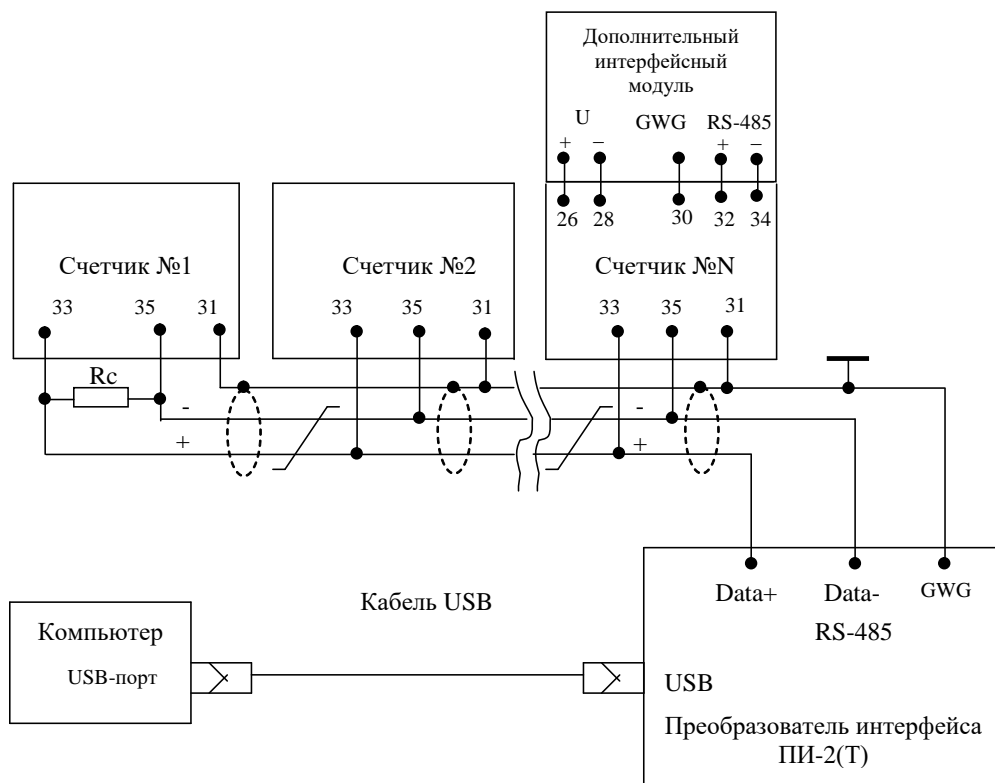 Дополнительный
интерфейсный
модуль
U GWG RS-485
+ – + –
26 28 30 32 34
Счетчик №1 Счетчик №2 Счетчик №N
33 35 31 33 35 31 33 35 31
Rc
- -
+ +
Data+ Data- GWG
RS-485
Кабель USB
Компьютер
USB-порт
USB
Преобразователь интерфейса
ПИ-2(Т)